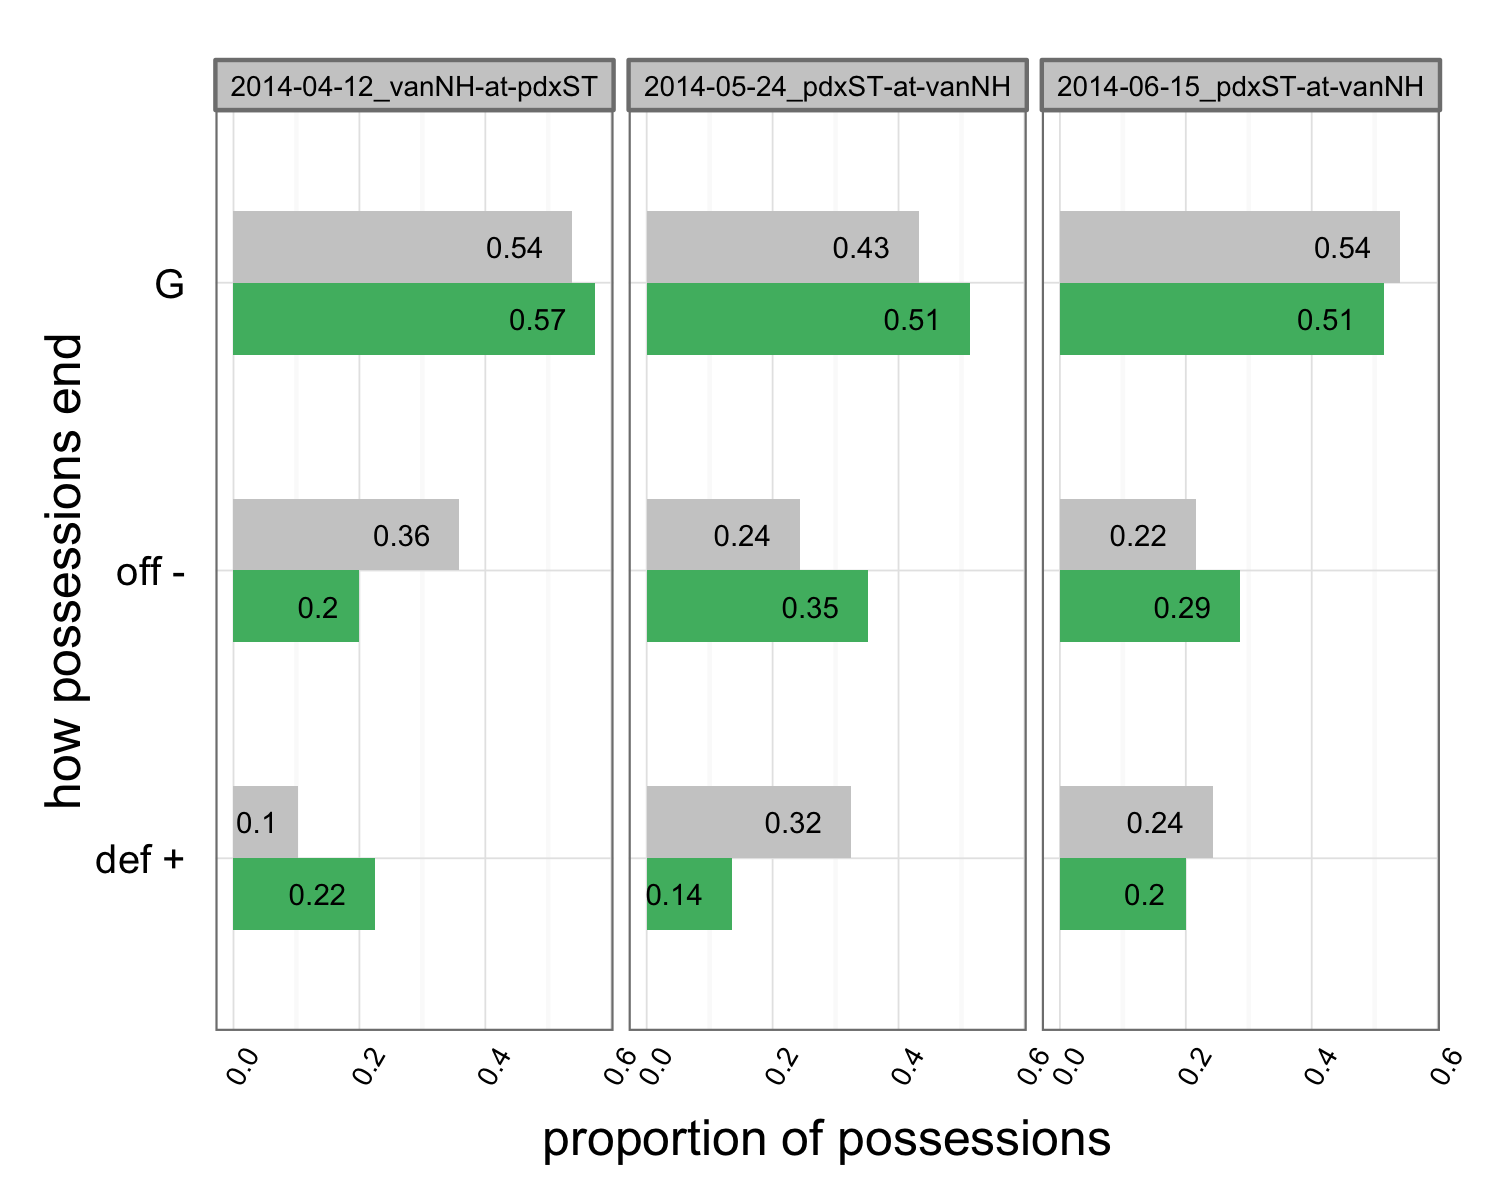 2014-04-12_vanNH-at-pdxST
2014-05-24_pdxST-at-vanNH
2014-06-15_pdxST-at-vanNH
how possessions end
G
off -
def +
0.54
0.57
0.36
0.2
0.1
0.22
0.43
0.51
0.24
0.35
0.32
0.14
0.54
0.51
0.22
0.29
0.24
0.2
0.0 0.2 0.4 0.6
0.0 0.2 0.4 0.6
0.0 0.2 0.4 0.6
proportion of possessions